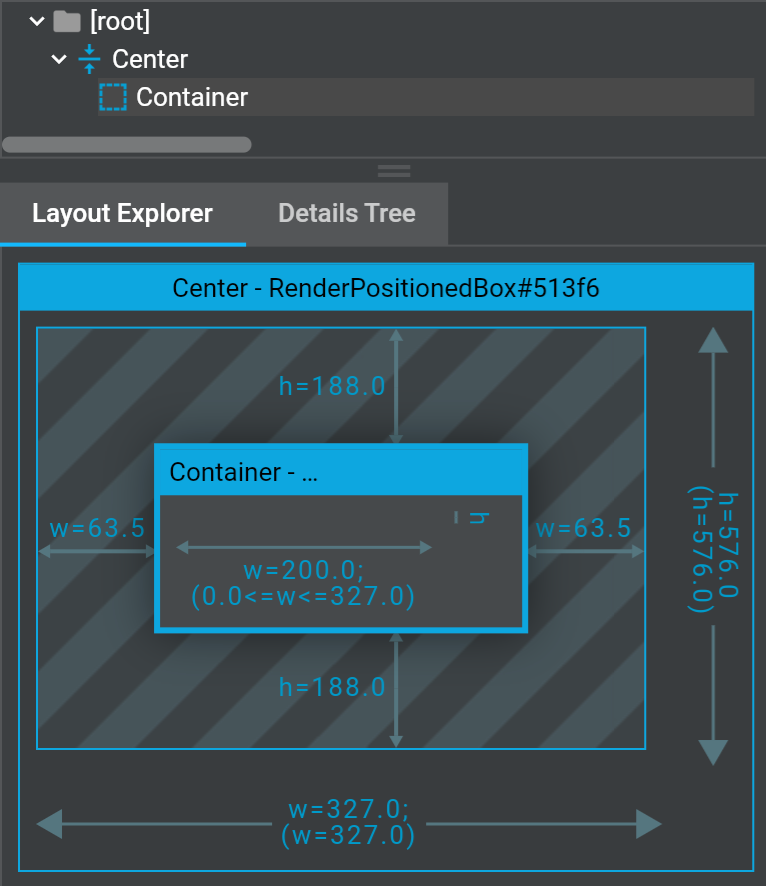 [root]
Center
Container
Layout Explorer
Details Tree
Center - RenderPositionedBox#513f6
h=188.0
Container - ...
h
w=63.5
w=63.5
w=200.0;
(0.0<=w<=327.0)
h=576.0
(h=576.0)
h=188.0
w=327.0;
(w=327.0)